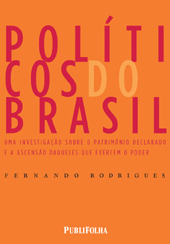 POLÍTI
COSDO
BRASIL
UMA INVESTIGAÇÃO SOBRE O PATRIMÔNIO DECLARADO
E A ASCENSÃO DAQUELES QUE EXERCEM O PODER
FERNANDO RODRIGUES
PUBLIFOLHA